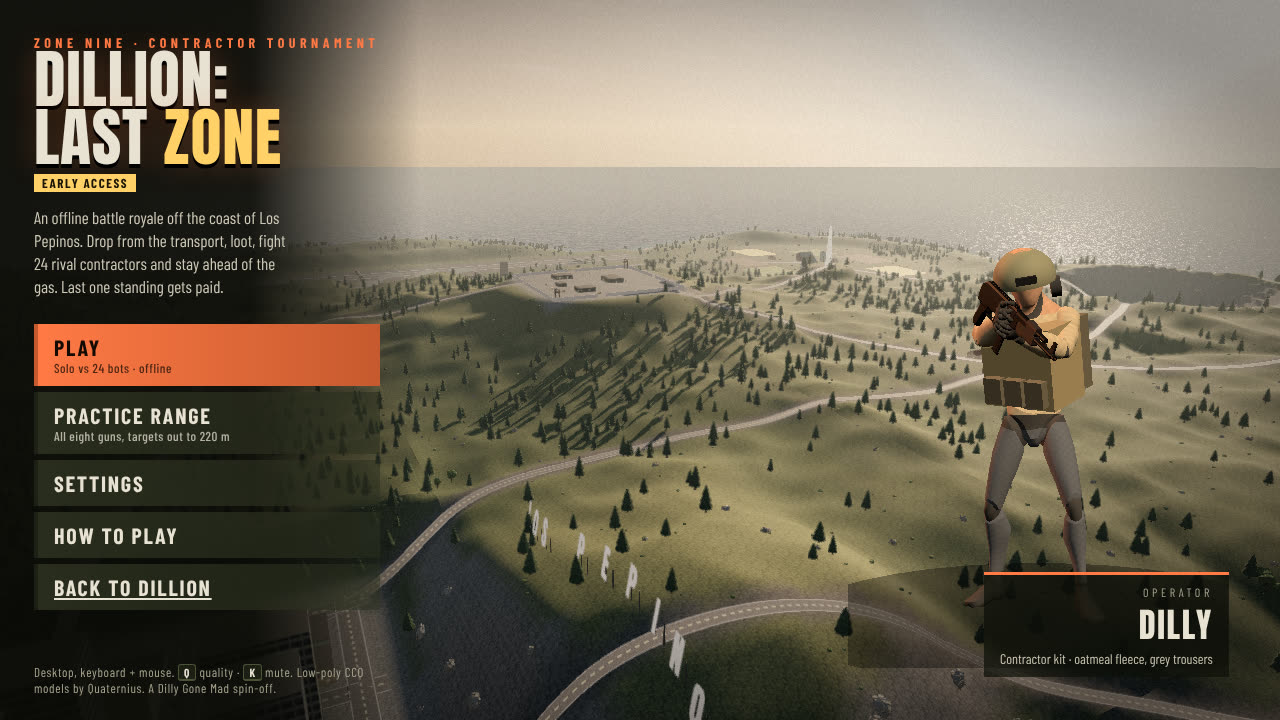 ZONE NINE · CONTRACTOR TOURNAMENT
DILLION:
LAST ZONE
EARLY ACCESS
An offline battle royale off the coast of Los
Pepinos. Drop from the transport, loot, fight
24 rival contractors and stay ahead of the
gas. Last one standing gets paid.
PLAY
Solo vs 24 bots · offline
PRACTICE RANGE
All eight guns, targets out to 220 m
SETTINGS
HOW TO PLAY
BACK TO DILLION
Desktop, keyboard + mouse. Q quality · K mute. Low-poly CC0
models by Quaternius. A Dilly Gone Mad spin-off.
OPERATOR
DILLY
Contractor kit · oatmeal fleece, grey trousers